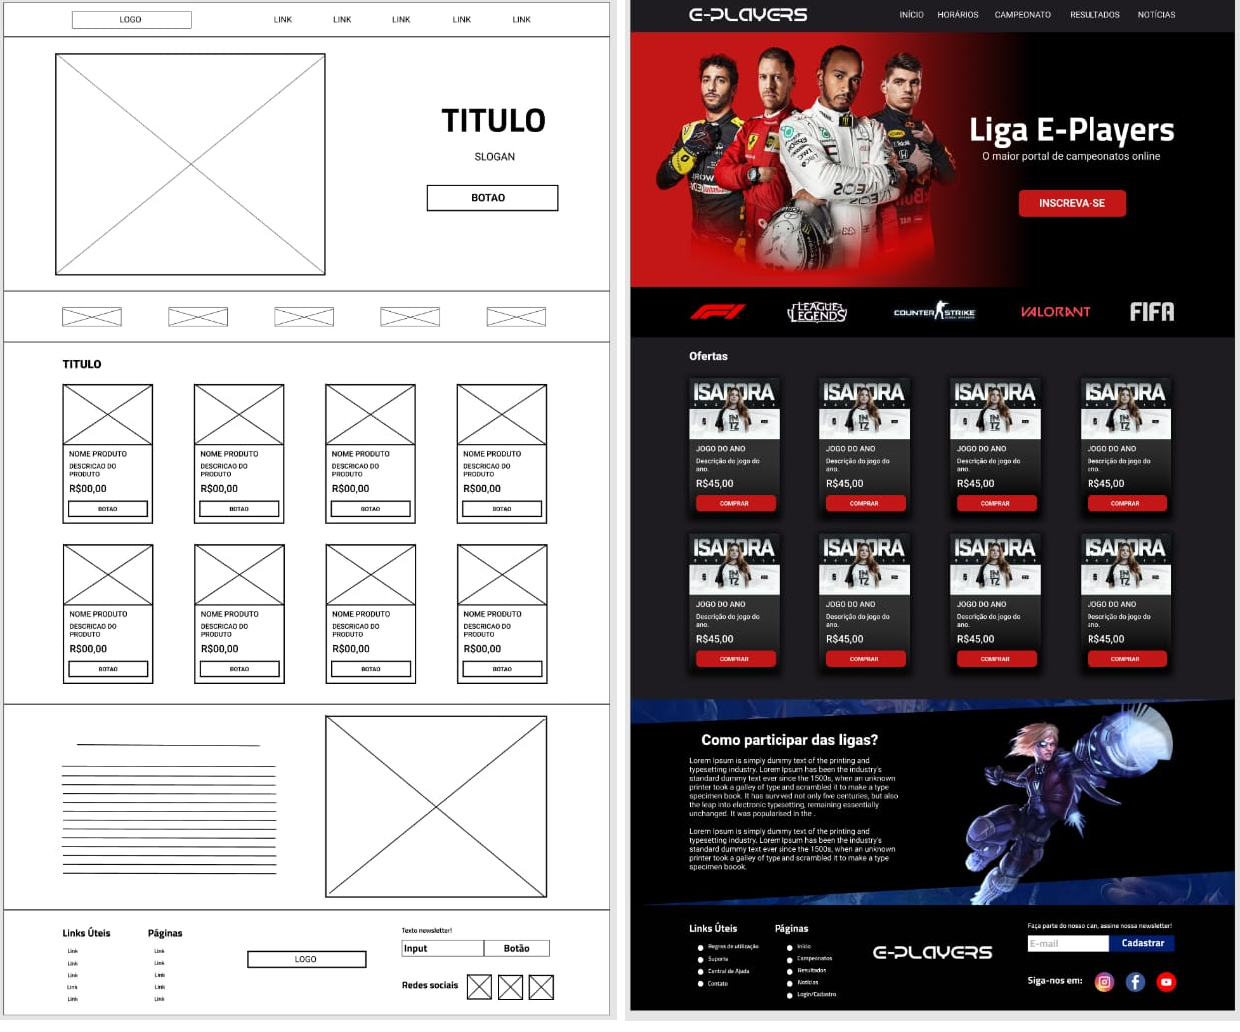 LOGO
LINK LINK LINK LINK LINK
TITULO
SLOGAN
BOTAO
TITULO
NOME PRODUTO NOME PRODUTO NOME PRODUTO NOME PRODUTO
DESCRICAO DO DESCRICAO DO DESCRICAO DO DESCRICAO DO
PRODUTO PRODUTO PRODUTO PRODUTO
R$00,00 R$00,00 R$00,00 R$00,00
BOTAO BOTAO BOTAO BOTAO
NOME PRODUTO NOME PRODUTO NOME PRODUTO NOME PRODUTO
DESCRICAO DO DESCRICAO DO DESCRICAO DO DESCRICAO DO
PRODUTO PRODUTO PRODUTO PRODUTO
R$00,00 R$00,00 R$00,00 R$00,00
BOTAO BOTAO BOTAO BOTAO
Links Úteis
Link
Link
Link
Link
Link
Páginas
Link
Link
Link
Link
Link
LOGO
Texto newsletter!
Input Botão
Redes sociais
E-PLAYERS
INÍCIO HORÁRIOS CAMPEONATO RESULTADOS NOTÍCIAS
Liga E-Players
O maior portal de campeonatos online
INSCREVA-SE
F1
LEAGUE OF LEGENDS
COUNTER STRIKE
VALORANT
FIFA
Ofertas
ISADORA ISADORA ISADORA ISADORA
INTZ INTZ INTZ INTZ
JOGO DO ANO JOGO DO ANO JOGO DO ANO JOGO DO ANO
Descrição do jogo do Descrição do jogo do Descrição do jogo do Descrição do jogo do
ano. ano. ano. ano.
R$45,00 R$45,00 R$45,00 R$45,00
COMPRAR COMPRAR COMPRAR COMPRAR
ISADORA ISADORA ISADORA ISADORA
INTZ INTZ INTZ INTZ
JOGO DO ANO JOGO DO ANO JOGO DO ANO JOGO DO ANO
Descrição do jogo do Descrição do jogo do Descrição do jogo do Descrição do jogo do
ano. ano. ano. ano.
R$45,00 R$45,00 R$45,00 R$45,00
COMPRAR COMPRAR COMPRAR COMPRAR
Como participar das ligas?
Lorem Ipsum is simply dummy text of the printing and
typesetting industry. Lorem Ipsum has been the industry's
standard dummy text ever since the 1500s, when an unknown
printer took a galley of type and scrambled it to make a type
specimen book. It has survived not only five centuries, but also
the leap into electronic typesetting, remaining essentially
unchanged. It was popularised in the .
Lorem Ipsum is simply dummy text of the printing and
typesetting industry. Lorem Ipsum has been the industry's
standard dummy text ever since the 1500s, when an unknown
printer took a galley of type and scrambled it to make a type
specimen boook.
Links Úteis
Regras de utilização
Suporte
Central de Ajuda
Contato
Páginas
Início
Campeonatos
Resultados
Notícias
Login/Cadastro
E-PLAYERS
Faça parte do nosso can, assine nossa newsletter!
E-mail Cadastrar
Siga-nos em: